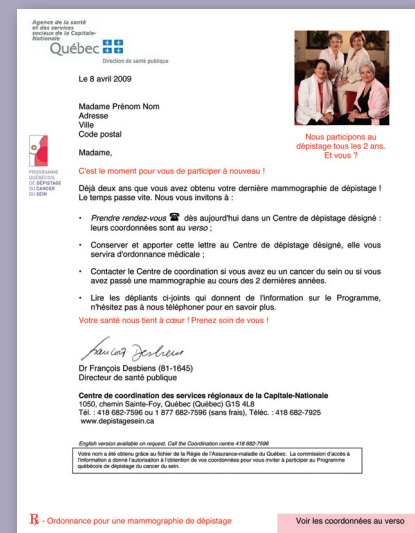 Agence de la santé
et des services
sociaux de la Capitale-
Nationale
Québec
Direction de santé publique
Le 8 avril 2009
Madame Prénom Nom
Adresse
Ville
Code postal
Madame,
Nous participons au
dépistage tous les 2 ans.
Et vous ?
PROGRAMME
QUÉBÉCOIS
DE DÉPISTAGE
DU CANCER
DU SEIN
C'est le moment pour vous de participer à nouveau !
Déjà deux ans que vous avez obtenu votre dernière mammographie de dépistage !
Le temps passe vite. Nous vous invitons à :
• Prendre rendez-vous ☎ dès aujourd'hui dans un Centre de dépistage désigné :
leurs coordonnées sont au verso ;
• Conserver et apporter cette lettre au Centre de dépistage désigné, elle vous
servira d'ordonnance médicale ;
• Contacter le Centre de coordination si vous avez eu un cancer du sein ou si vous
avez passé une mammographie au cours des 2 dernières années.
• Lire les dépliants ci-joints qui donnent de l'information sur le Programme,
n'hésitez pas à nous téléphoner pour en savoir plus.
Votre santé nous tient à cœur ! Prenez soin de vous !
François Desbiens
Dr François Desbiens (81-1645)
Directeur de santé publique
Centre de coordination des services régionaux de la Capitale-Nationale
1050, chemin Sainte-Foy, Québec (Québec) G1S 4L8
Tél. : 418 682-7596 ou 1 877 682-7596 (sans frais), Téléc. : 418 682-7925
www.depistagesein.ca
English version available on request. Call the Coordination centre 418 682-7596
Votre nom a été obtenu grâce au fichier de la Régie de l'Assurance-maladie du Québec. La commission d'accès à
l'information a donné l'autorisation à l'obtention de vos coordonnées pour vous inviter à participer au Programme
québécois de dépistage du cancer du sein.
℞ - Ordonnance pour une mammographie de dépistage
Voir les coordonnées au verso